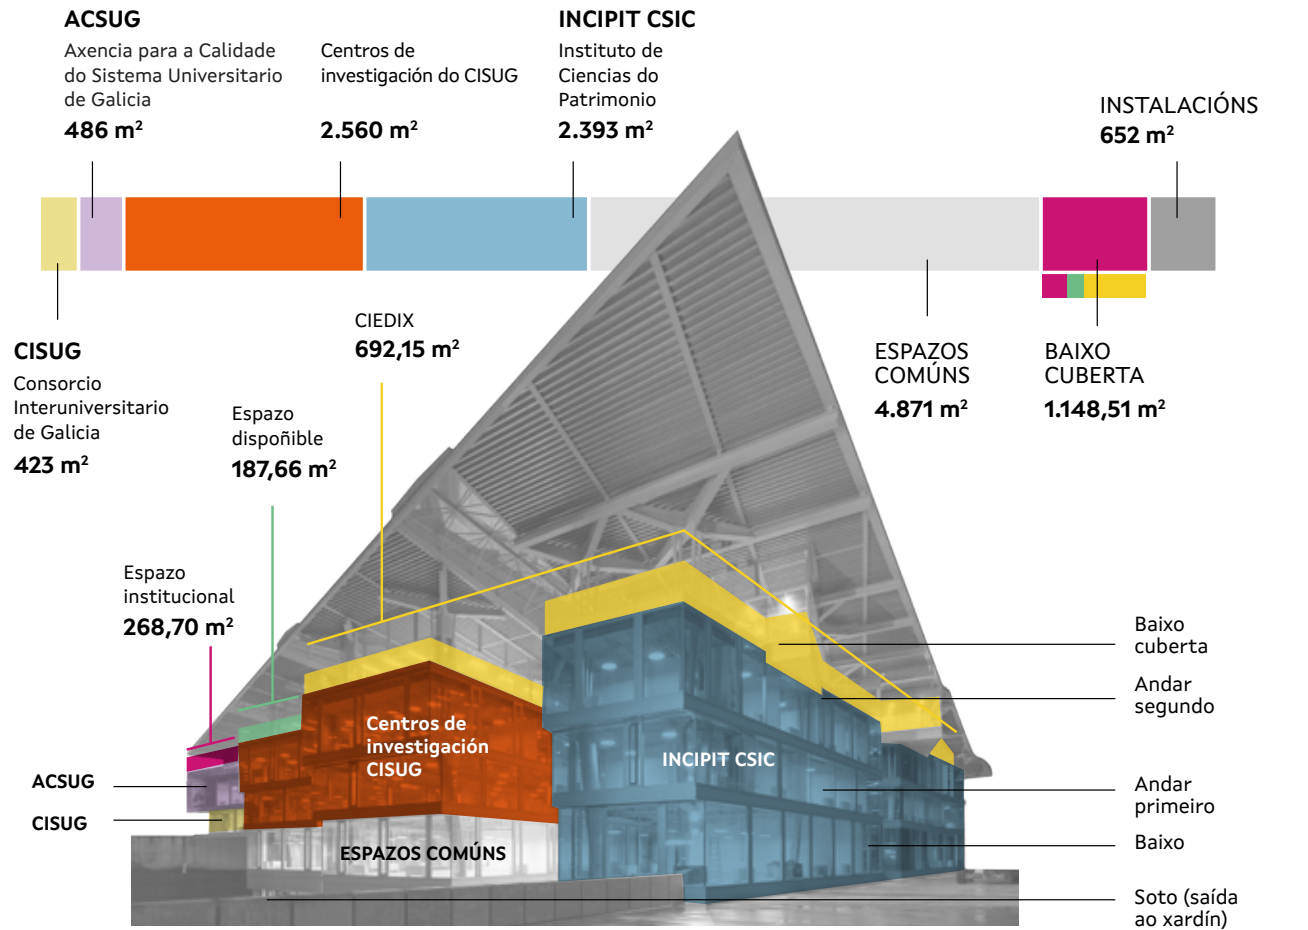 ACSUG
Axencia para a Calidade
do Sistema Universitario
de Galicia
486 m²
Centros de
investigación do CISUG
2.560 m²
INCIPIT CSIC
Instituto de
Ciencias do
Patrimonio
2.393 m²
INSTALACIÓNS
652 m²
CISUG
Consorcio
Interuniversitario
de Galicia
423 m²
CIEDIX
692,15 m²
ESPAZOS
COMÚNS
4.871 m²
BAIXO
CUBERTA
1.148,51 m²
Espazo
dispoñible
187,66 m²
Espazo
institucional
268,70 m²
Baixo
cuberta
Andar
segundo
Centros de
investigación
CISUG
INCIPIT CSIC
ACSUG
CISUG
Andar
primeiro
Baixo
ESPAZOS COMÚNS
Soto (saída
ao xardín)